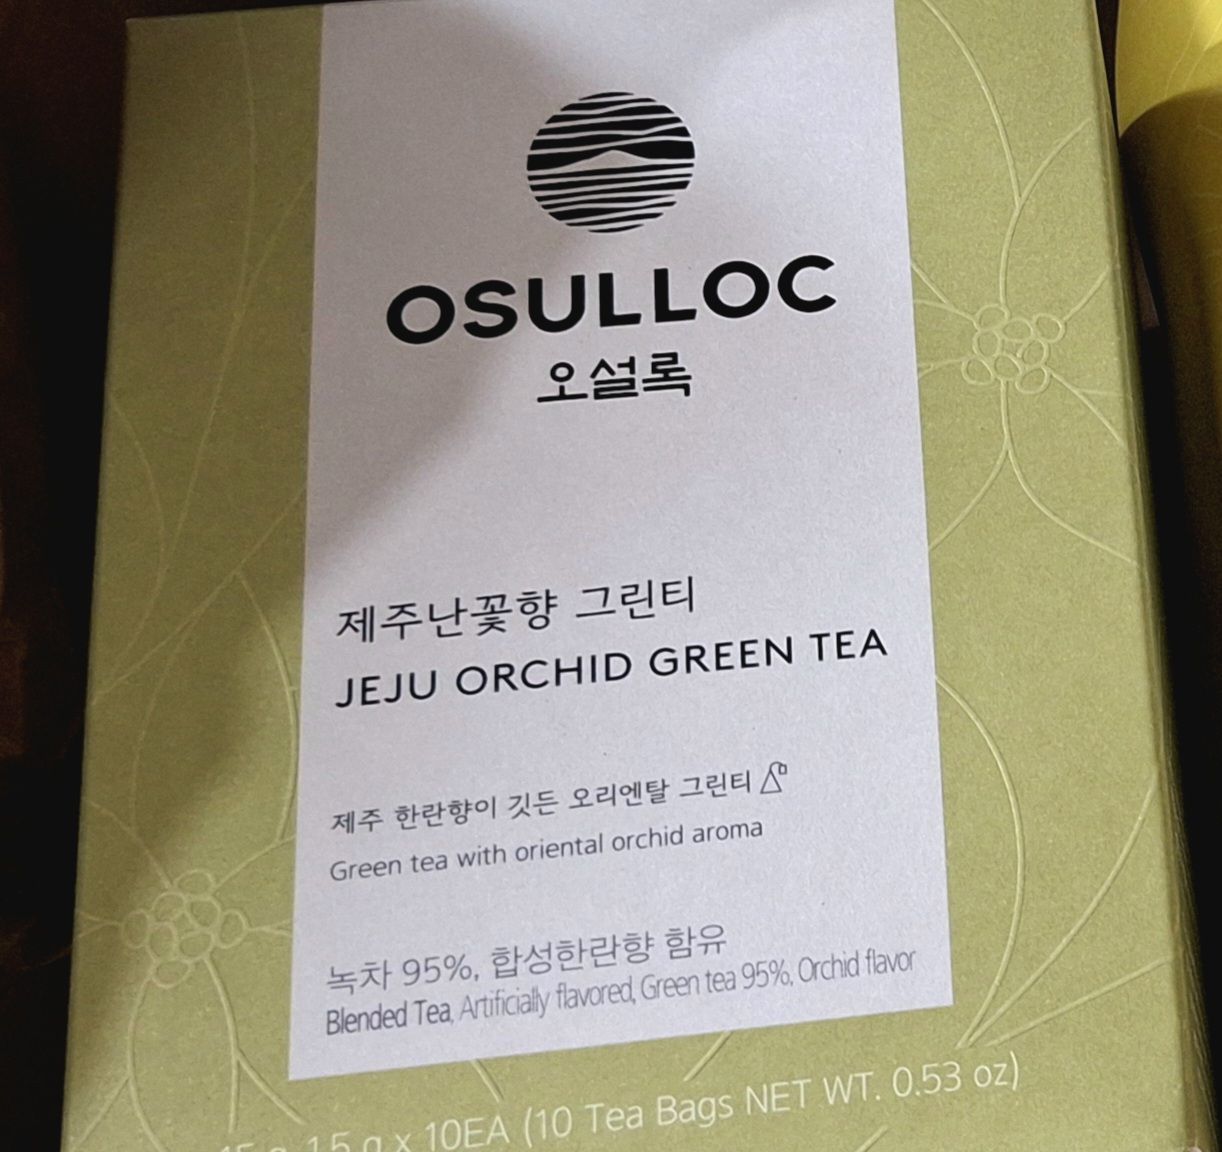 OSULLOC
오설록
제주난꽃향 그린티
JEJU ORCHID GREEN TEA
제주 한란향이 깃든 오리엔탈 그린티
Green tea with oriental orchid aroma
녹차 95%, 합성한란향 함유
Blended Tea, Artificially flavored, Green tea 95%, Orchid flavor
15 g, 1.5 g x 10EA (10 Tea Bags NET WT. 0.53 oz)